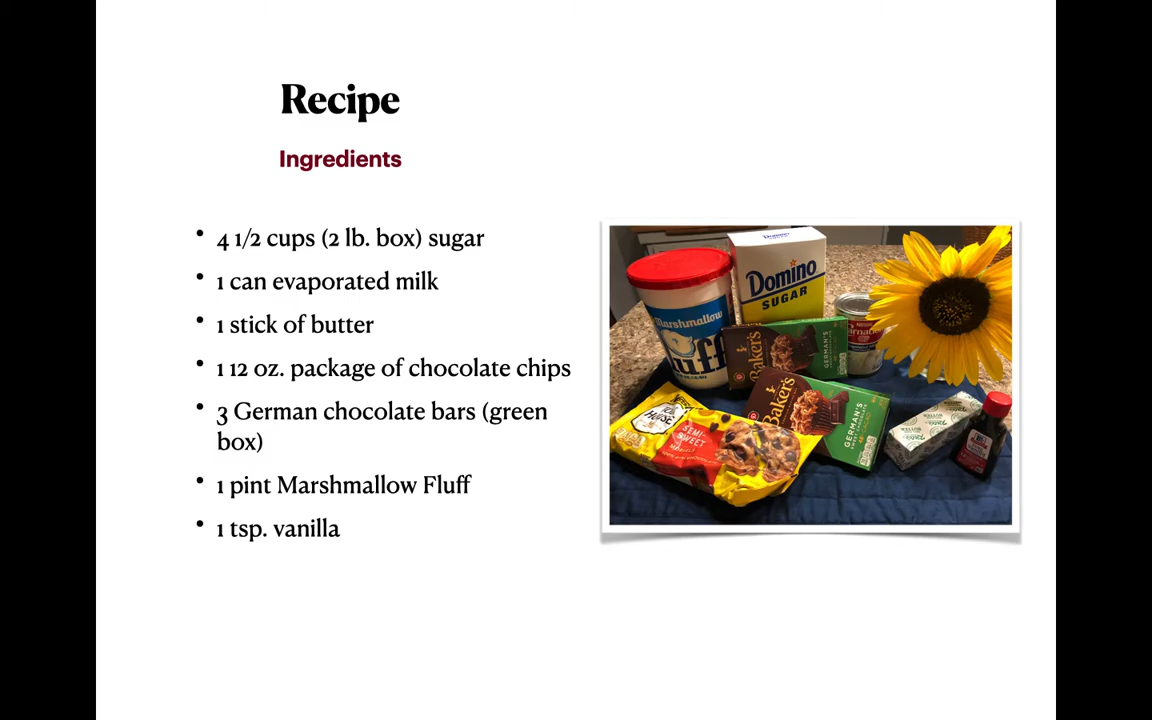 Recipe
Ingredients
• 4 1/2 cups (2 lb. box) sugar
• 1 can evaporated milk
• 1 stick of butter
• 1 12 oz. package of chocolate chips
• 3 German chocolate bars (green
box)
• 1 pint Marshmallow Fluff
• 1 tsp. vanilla
Domino
SUGAR
Marshmallow
Fluff
BAKER'S
GERMAN'S
BAKER'S
GERMAN'S
SEMI-
SWEET
MORSELS